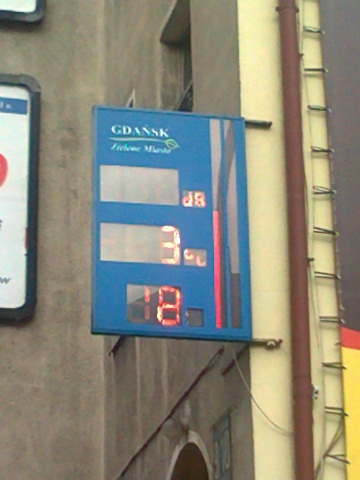 GDAŃSK
Zielone Miasto
dB
3 °C
18